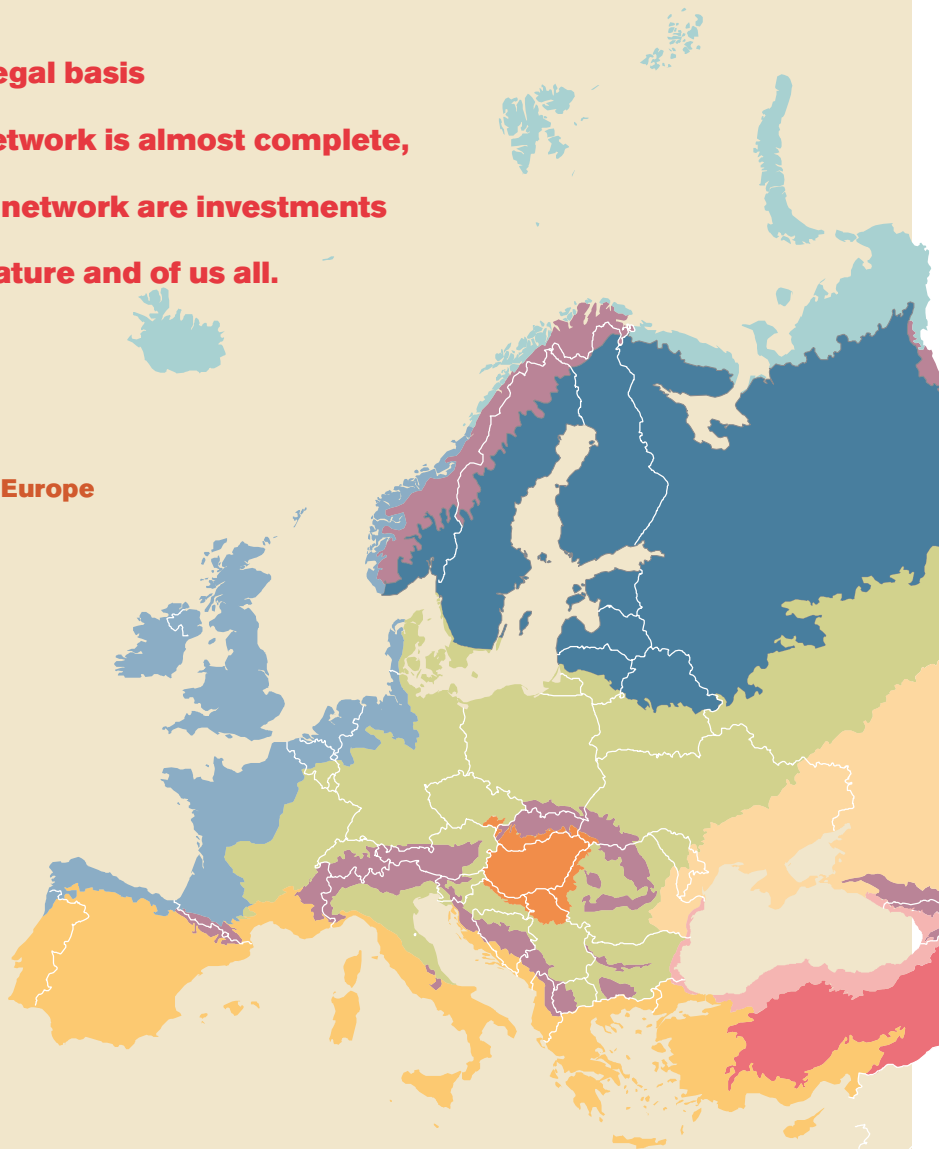 egal basis
etwork is almost complete,
network are investments
ature and of us all.
Europe